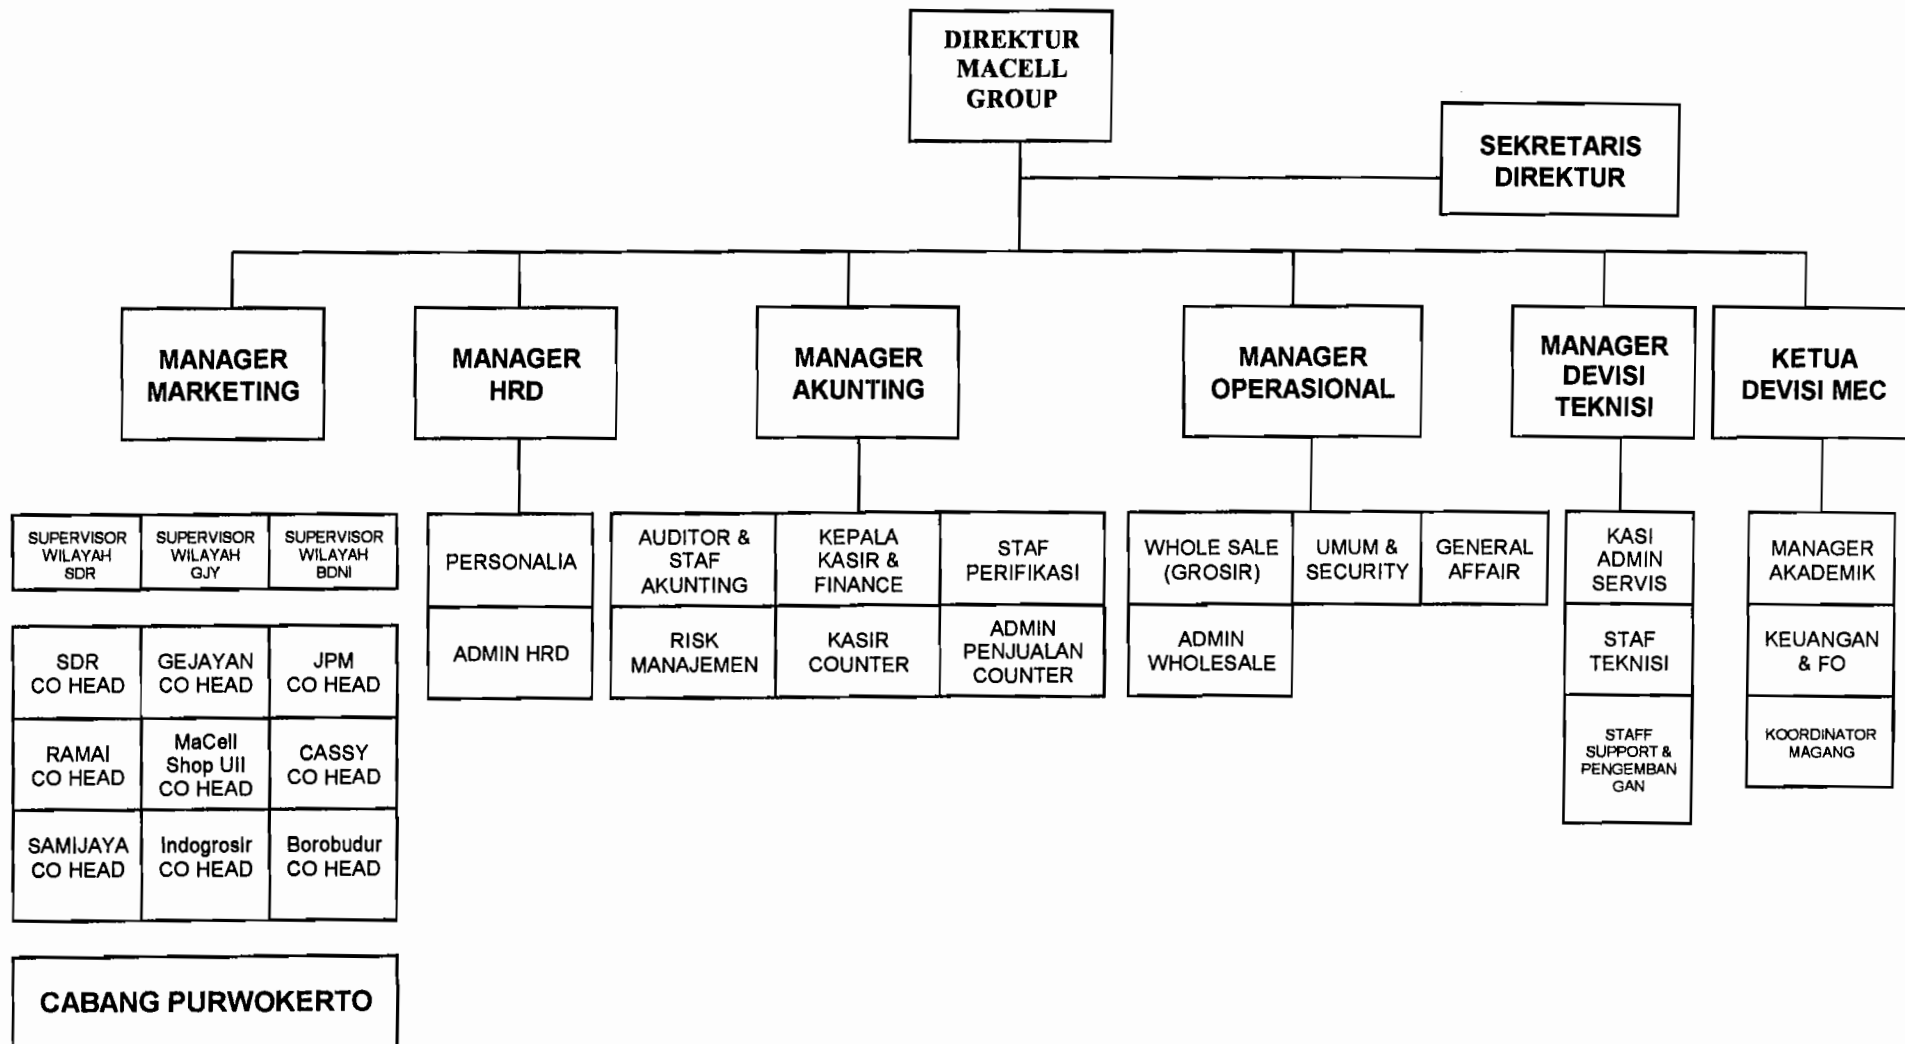 DIREKTUR
MACELL
GROUP
SEKRETARIS
DIREKTUR
MANAGER
MARKETING
MANAGER
HRD
MANAGER
AKUNTING
MANAGER
OPERASIONAL
MANAGER
DEVISI
TEKNISI
KETUA
DEVISI MEC
SUPERVISOR
WILAYAH
SDR
SUPERVISOR
WILAYAH
GJY
SUPERVISOR
WILAYAH
BDNI
SDR
CO HEAD
GEJAYAN
CO HEAD
JPM
CO HEAD
RAMAI
CO HEAD
MaCell
Shop UII
CO HEAD
CASSY
CO HEAD
SAMIJAYA
CO HEAD
Indogrosir
CO HEAD
Borobudur
CO HEAD
CABANG PURWOKERTO
PERSONALIA
ADMIN HRD
AUDITOR &
STAF
AKUNTING
KEPALA
KASIR &
FINANCE
STAF
PERIFIKASI
RISK
MANAJEMEN
KASIR
COUNTER
ADMIN
PENJUALAN
COUNTER
WHOLE SALE
(GROSIR)
UMUM &
SECURITY
GENERAL
AFFAIR
ADMIN
WHOLESALE
KASI
ADMIN
SERVIS
STAF
TEKNISI
STAFF
SUPPORT &
PENGEMBAN
GAN
MANAGER
AKADEMIK
KEUANGAN
& FO
KOORDINATOR
MAGANG